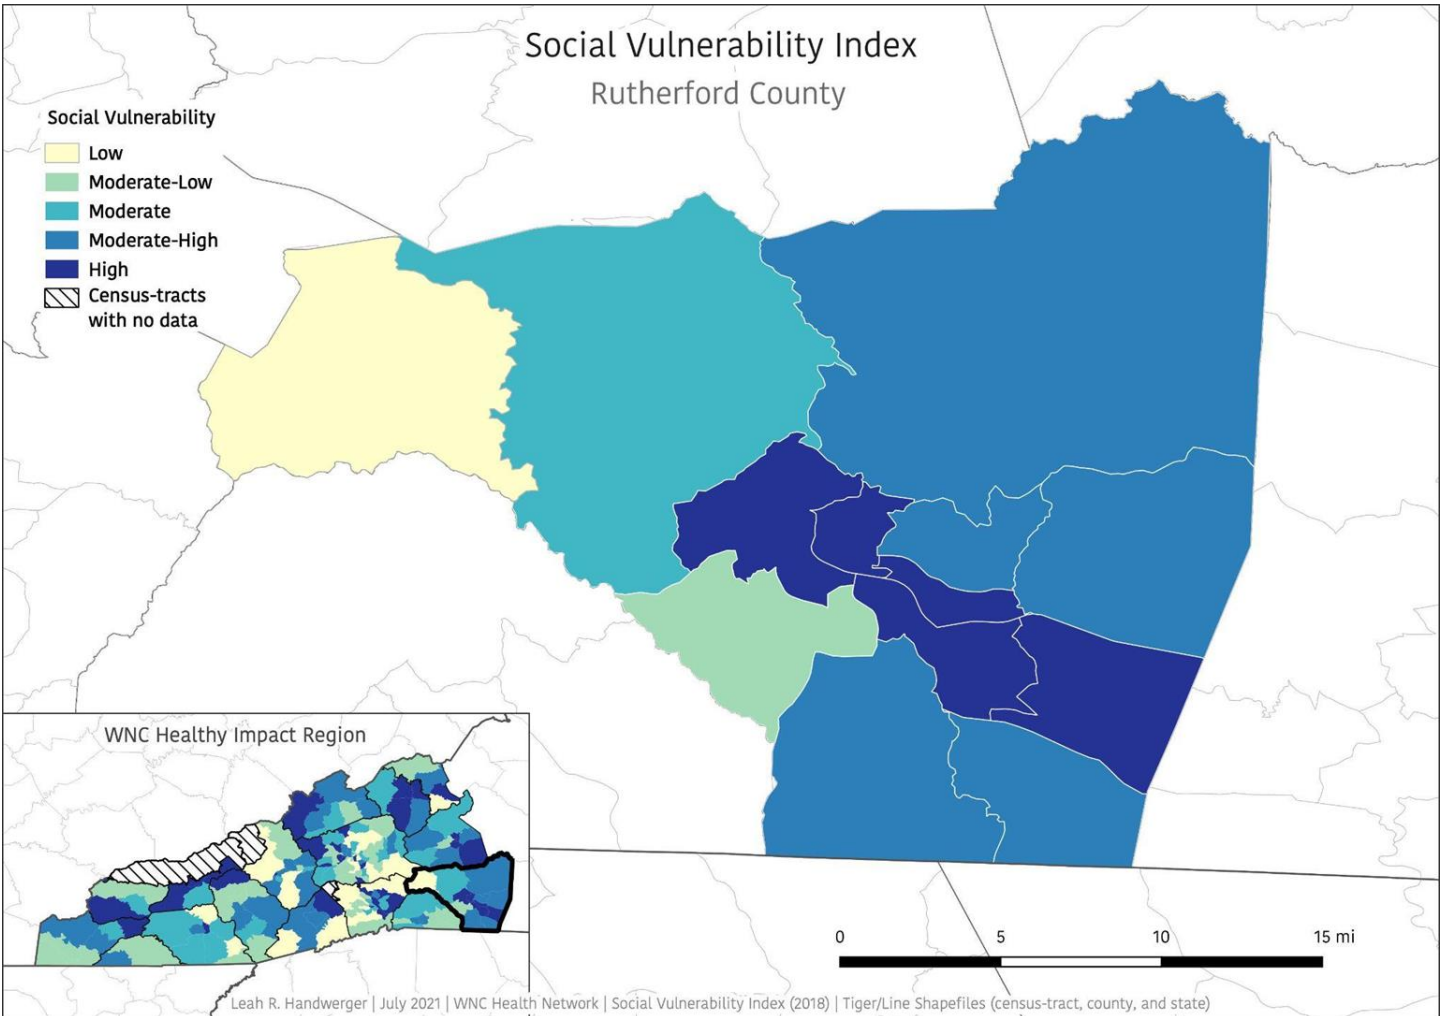 Social Vulnerability Index
Rutherford County
Social Vulnerability
Low
Moderate-Low
Moderate
Moderate-High
High
Census-tracts
with no data
WNC Healthy Impact Region
0 5 10 15 mi
Leah R. Handwerger | July 2021 | WNC Health Network | Social Vulnerability Index (2018) | Tiger/Line Shapefiles (census-tract, county, and state)